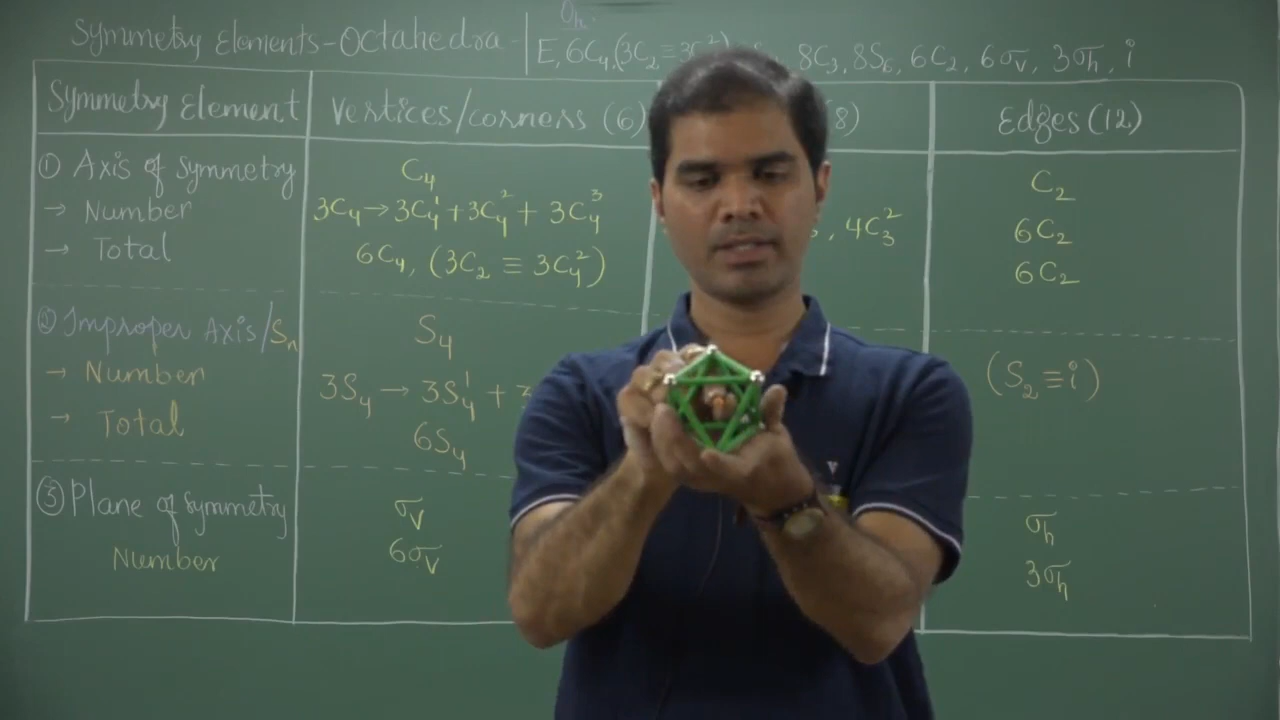 Oh.
Symmetry Elements-Octahedra - E, 6C₄, (3C₂ ≡ 3C₄²) 8C₃, 8S₆, 6C₂, 6σᵥ, 3σₕ, i
Symmetry Element Vertices/corners (6) (8) Edges (12)
① Axis of Symmetry C₄ C₂
→ Number 3C₄ → 3C₄¹ + 3C₄² + 3C₄³ , 4C₃² 6C₂
→ Total 6C₄, (3C₂ ≡ 3C₄²) 6C₂
② Improper Axis/Sₙ S₄ (S₂ ≡ i)
→ Number 3S₄ → 3S₄¹ +
→ Total 6S₄
③ Plane of symmetry σᵥ σₕ
Number 6σᵥ 3σₕ